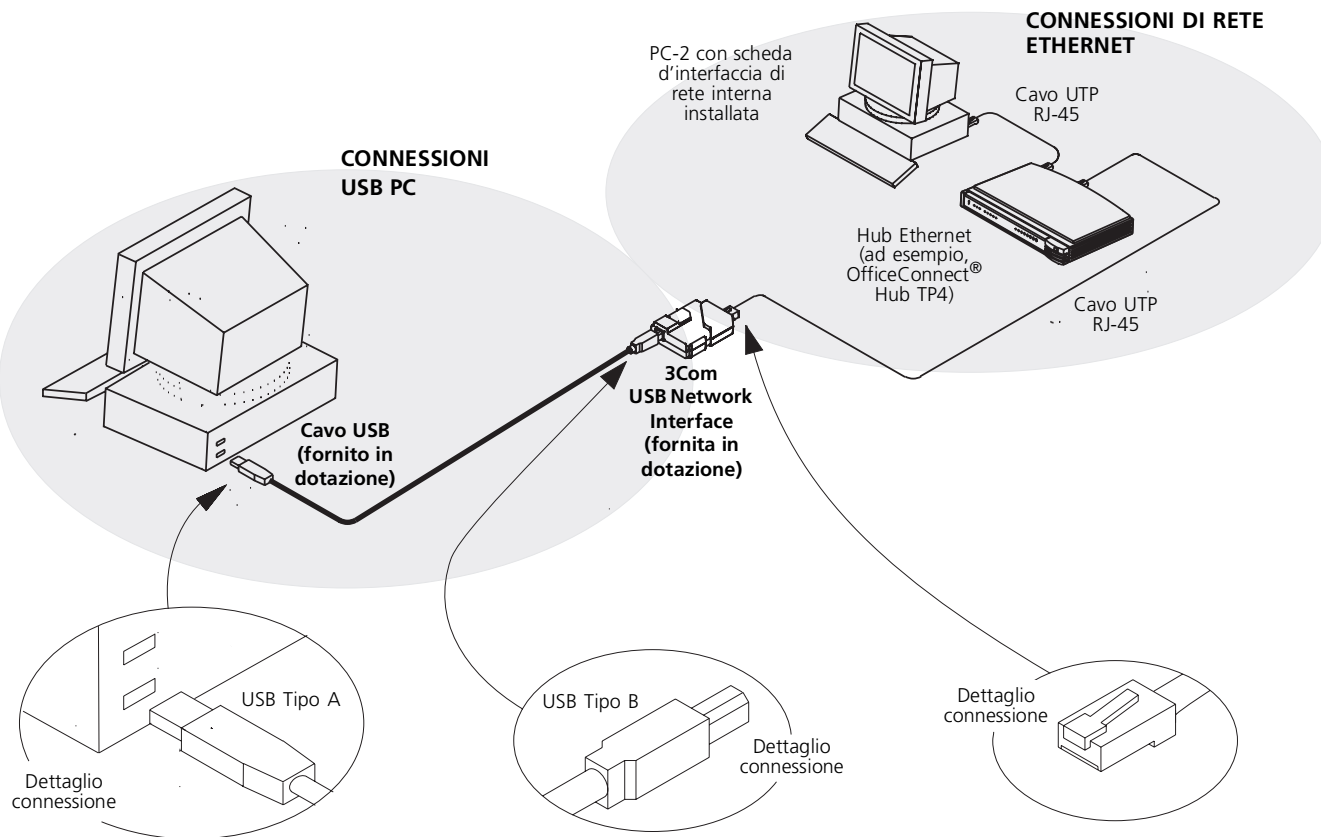 CONNESSIONI DI RETE
ETHERNET
PC-2 con scheda
d'interfaccia di
rete interna
installata
Cavo UTP
RJ-45
CONNESSIONI
USB PC
Hub Ethernet
(ad esempio,
OfficeConnect®
Hub TP4)
Cavo UTP
RJ-45
3Com
USB Network
Interface
(fornita in
dotazione)
Cavo USB
(fornito in
dotazione)
USB Tipo A
Dettaglio
connessione
USB Tipo B
Dettaglio
connessione
Dettaglio
connessione